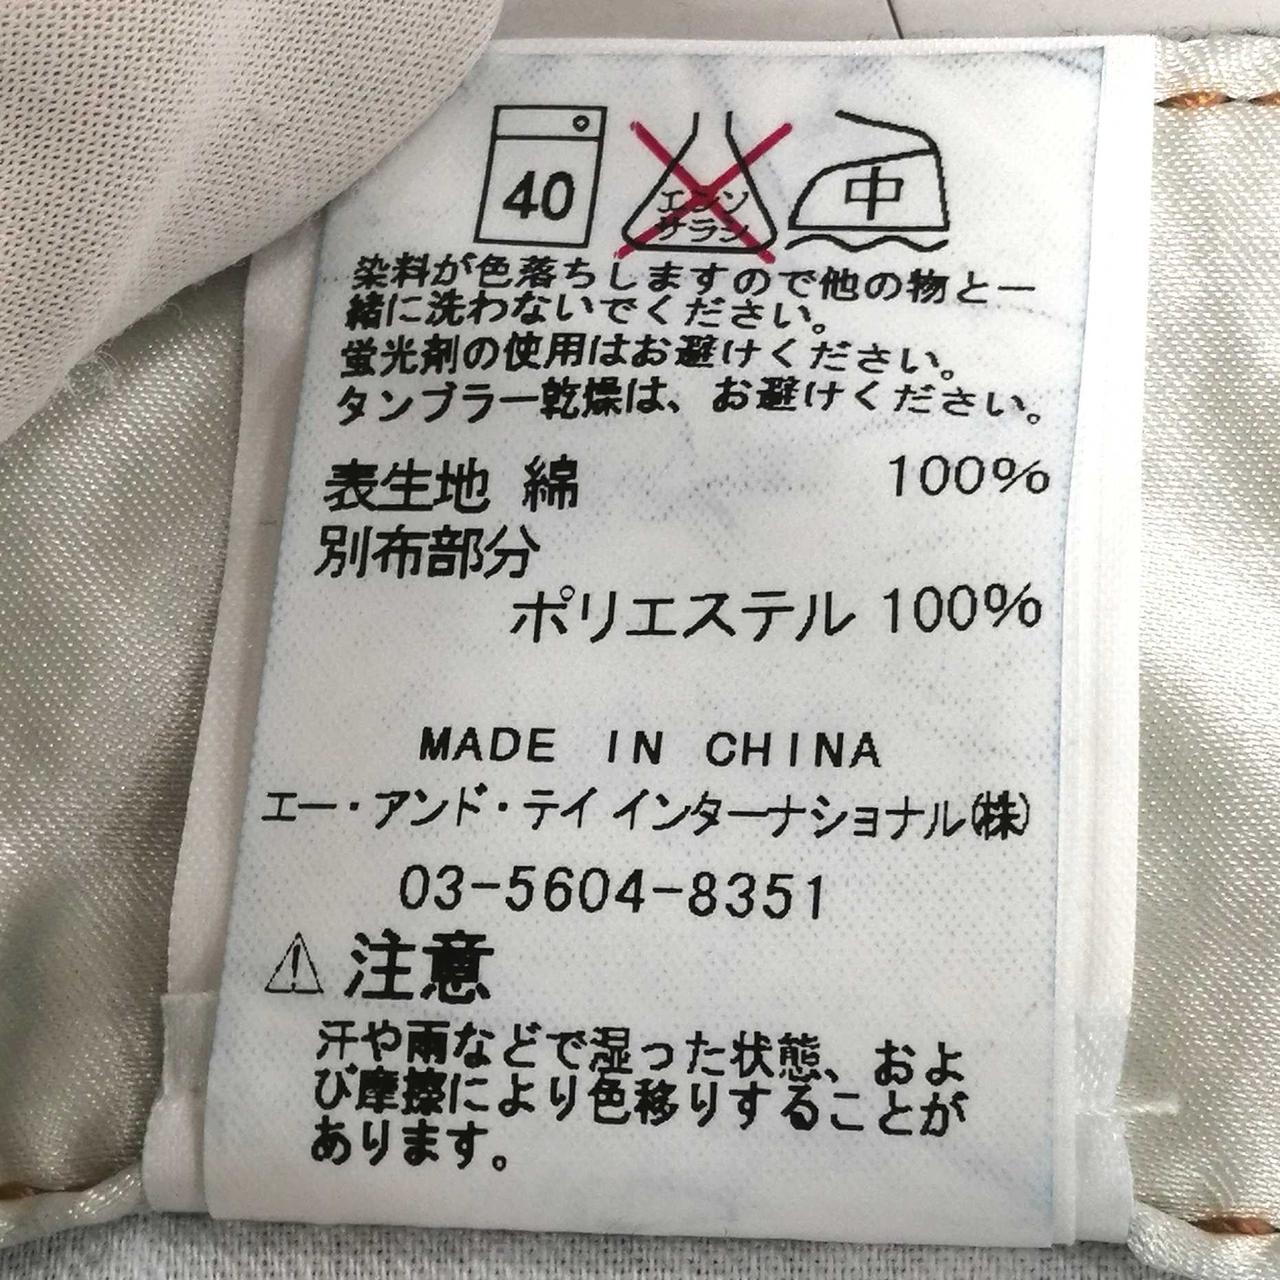 40
エンソ
サラシ
中
染料が色落ちしますので他の物と一
緒に洗わないでください。
蛍光剤の使用はお避けください。
タンブラー乾燥は、お避けください。
表生地 綿 100%
別布部分
ポリエステル 100%
MADE IN CHINA
エー・アンド・テイ インターナショナル(株)
03-5604-8351
注意
汗や雨などで湿った状態、およ
び摩擦により色移りすることが
あります。